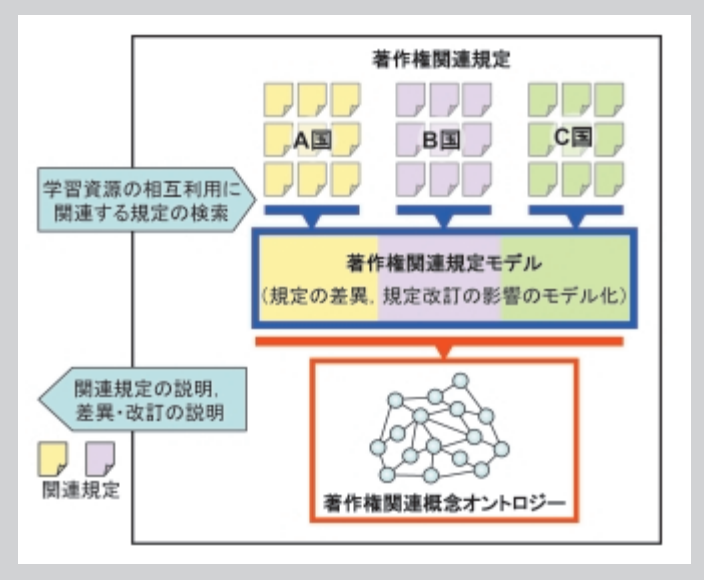 著作権関連規定
A国
B国
C国
学習資源の相互利用に
関連する規定の検索
著作権関連規定モデル
(規定の差異, 規定改訂の影響のモデル化)
関連規定の説明,
差異・改訂の説明
関連規定
著作権関連概念オントロジー